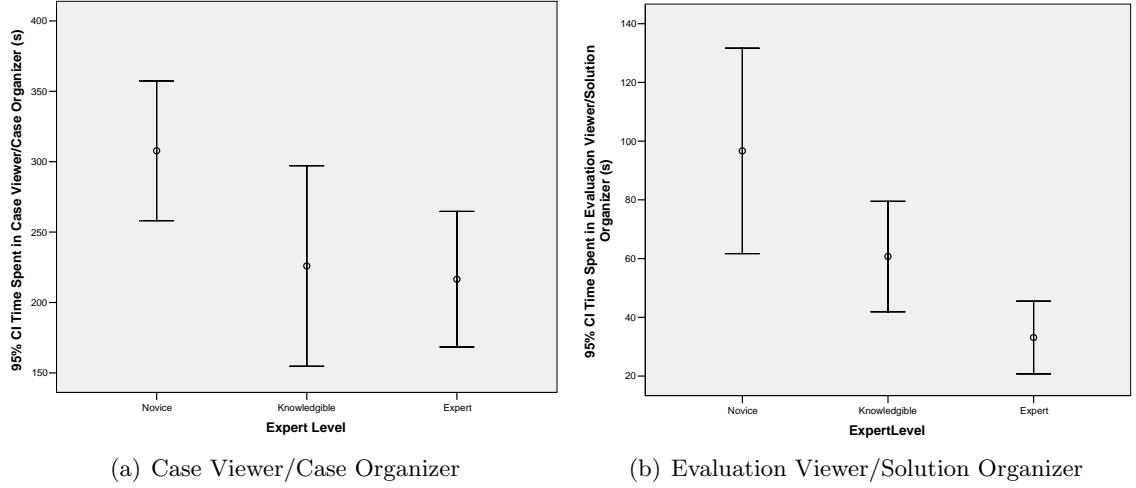 95% CI Time Spent in Case Viewer/Case Organizer (s)
400
350
300
250
200
150
Novice
Knowledgible
Expert
Expert Level
(a) Case Viewer/Case Organizer
95% CI Time Spent in Evaluation Viewer/Solution
Organizer (s)
140
120
100
80
60
40
20
Novice
Knowledgible
Expert
ExpertLevel
(b) Evaluation Viewer/Solution Organizer